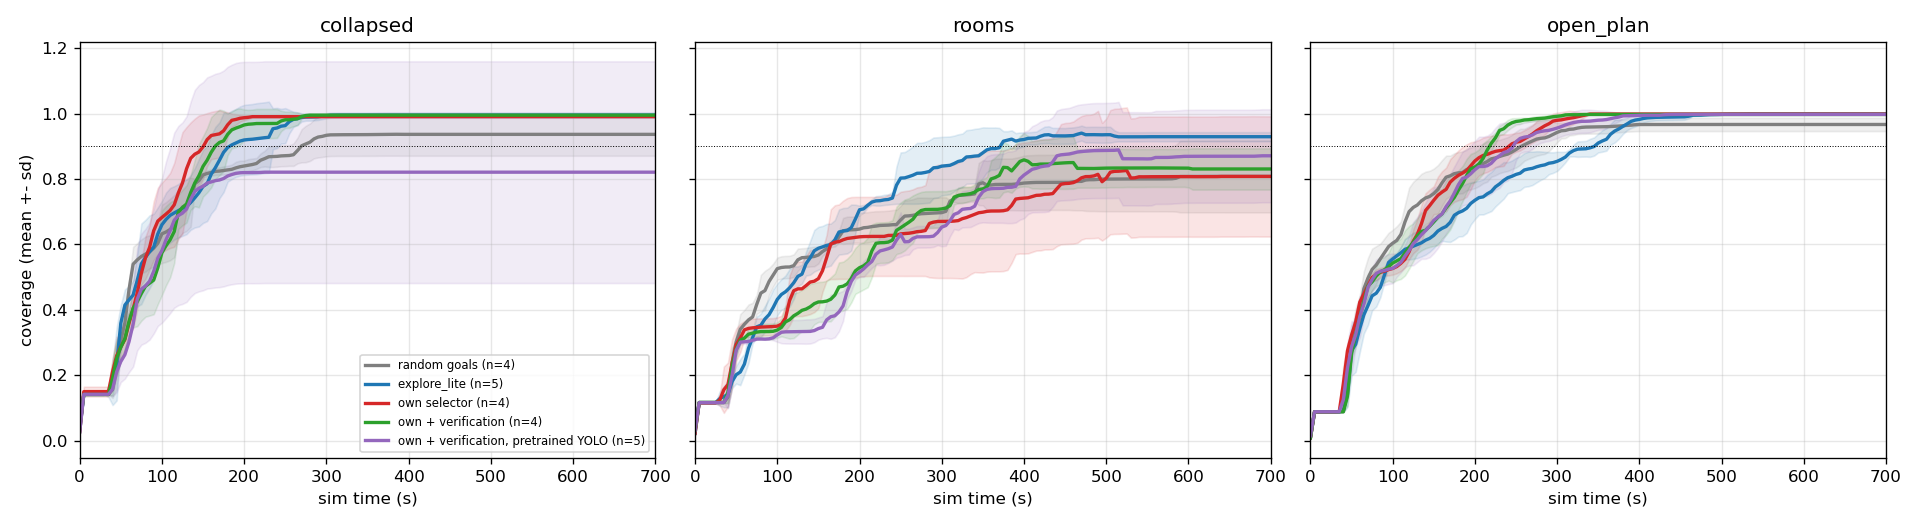 collapsed
rooms
open_plan
coverage (mean +- sd)
1.2
1.0
0.8
0.6
0.4
0.2
0.0
random goals (n=4)
explore_lite (n=5)
own selector (n=4)
own + verification (n=4)
own + verification, pretrained YOLO (n=5)
0 100 200 300 400 500 600 700
0 100 200 300 400 500 600 700
0 100 200 300 400 500 600 700
sim time (s)
sim time (s)
sim time (s)